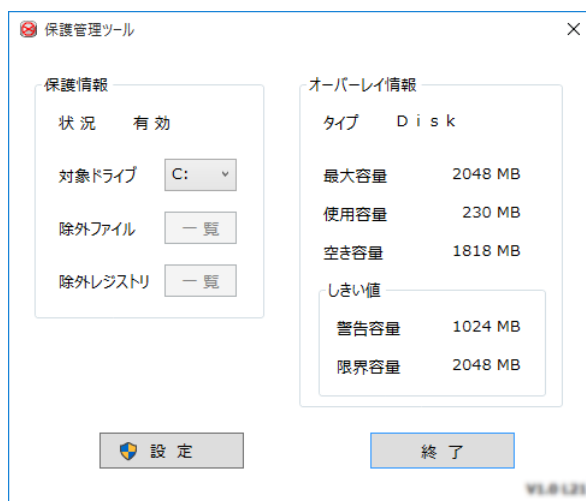 保護管理ツール
保護情報
状 況 有 効
対象ドライブ C:
除外ファイル 一 覧
除外レジストリ 一 覧
オーバーレイ情報
タイプ Ｄｉｓｋ
最大容量 2048 MB
使用容量 230 MB
空き容量 1818 MB
しきい値
警告容量 1024 MB
限界容量 2048 MB
設 定
終 了